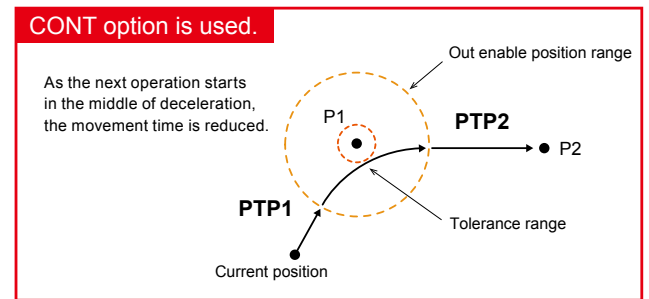 CONT option is used.
Out enable position range
As the next operation starts
in the middle of deceleration,
the movement time is reduced.
P1
PTP2
P2
PTP1
Tolerance range
Current position